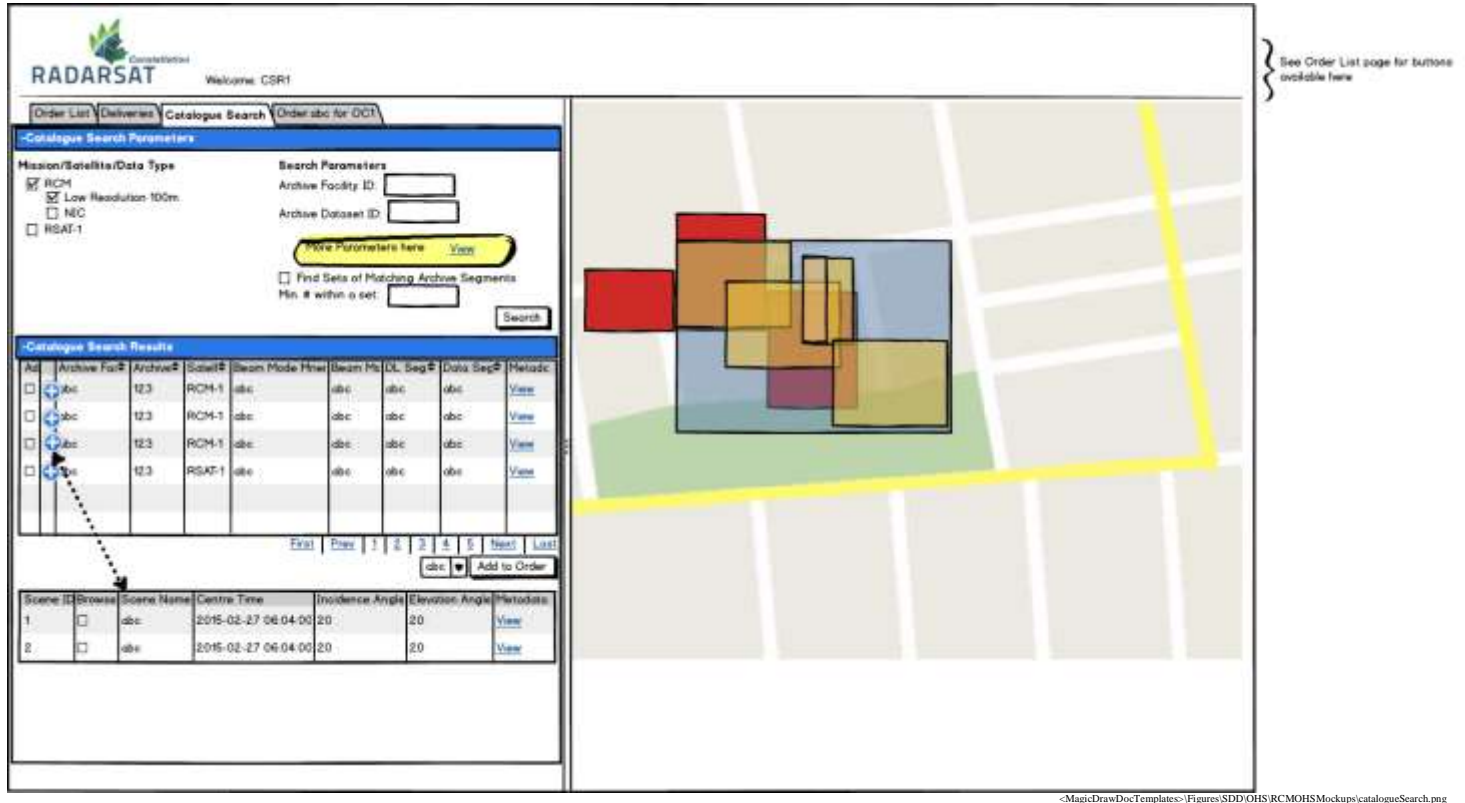 Constellation
RADARSAT
Welcome: CSR1
See Order List page for buttons
available here
Order List Deliveries Catalogue Search Order abc for OC1
-Catalogue Search Parameters
Mission/Satellite/Data Type
RCM
Low Resolution 100m
NIC
RSAT-1
Search Parameters
Archive Facility ID:
Archive Dataset ID:
More Parameters here View
Find Sets of Matching Archive Segments
Min. # within a set:
Search
-Catalogue Search Results
Ad Archive Fac Archive Satell Beam Mode Mne Beam Mo DL Seg Data Seg Metadc
abc 123 RCM-1 abc abc abc abc View
abc 123 RCM-1 abc abc abc abc View
abc 123 RCM-1 abc abc abc abc View
abc 123 RSAT-1 abc abc abc abc View
First Prev 1 2 3 4 5 Next Last
abc Add to Order
Scene ID Browse Scene Name Centre Time Incidence Angle Elevation Angle Metadata
1 abc 2015-02-27 06:04:00 20 20 View
2 abc 2015-02-27 06:04:00 20 20 View
<MagicDrawDocTemplates>\Figures\SDD\OHS\RCMOHSMockups\catalogueSearch.png